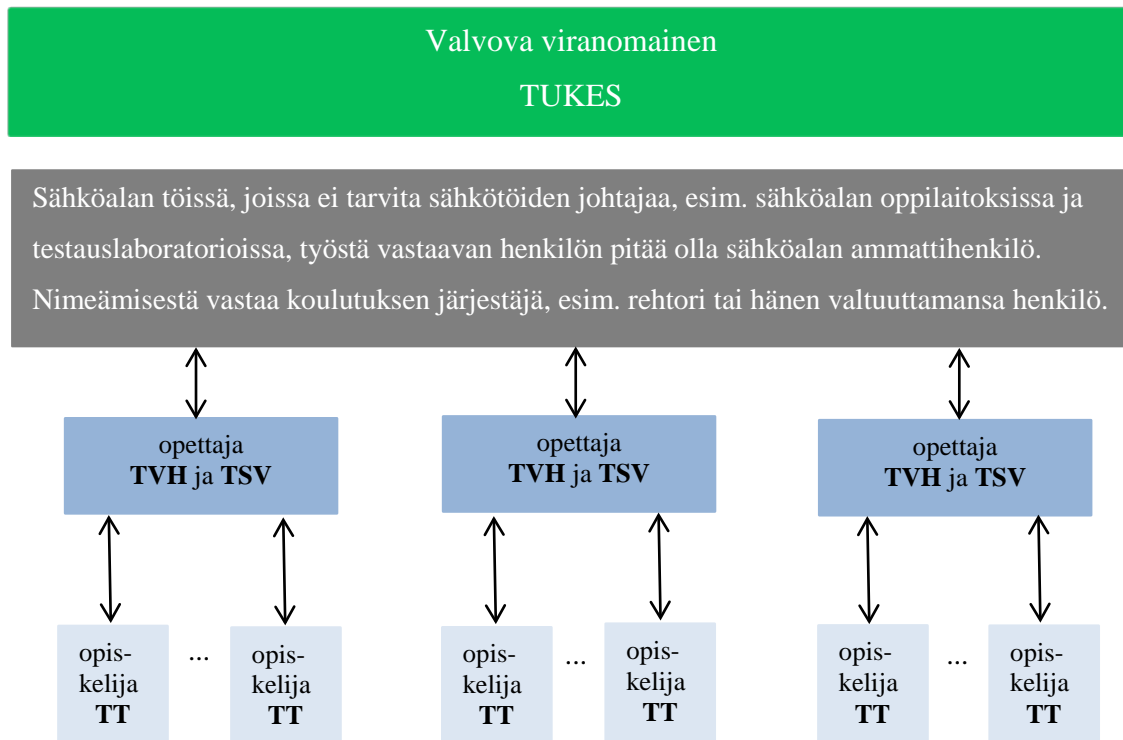 Valvova viranomainen
TUKES
Sähköalan töissä, joissa ei tarvita sähkötöiden johtajaa, esim. sähköalan oppilaitoksissa ja
testauslaboratorioissa, työstä vastaavan henkilön pitää olla sähköalan ammattihenkilö.
Nimeämisestä vastaa koulutuksen järjestäjä, esim. rehtori tai hänen valtuuttamansa henkilö.
opettaja
TVH ja TSV
opettaja
TVH ja TSV
opettaja
TVH ja TSV
opis-
kelija
TT
...
opis-
kelija
TT
opis-
kelija
TT
...
opis-
kelija
TT
opis-
kelija
TT
...
opis-
kelija
TT